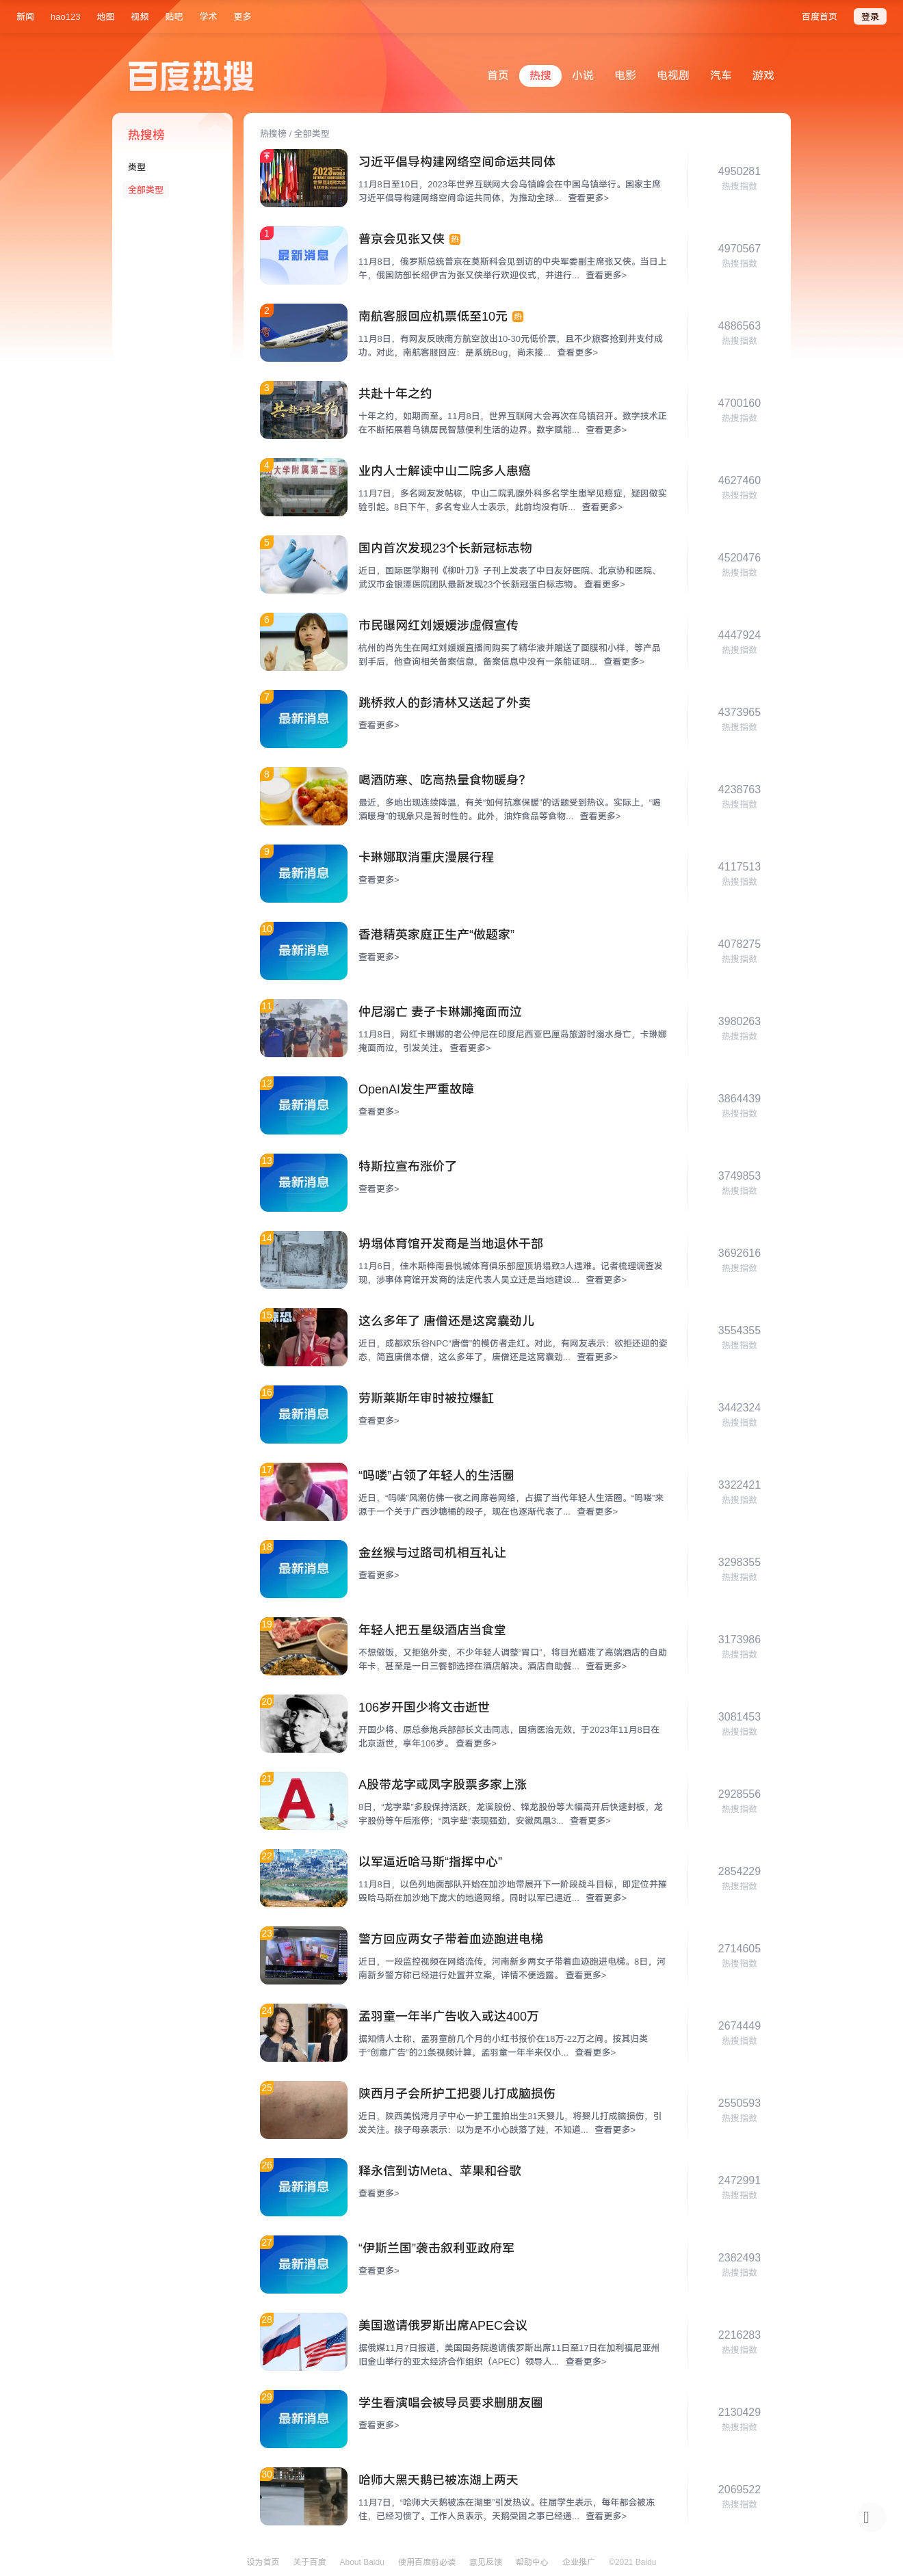 新闻 hao123 地图 视频 贴吧 学术 更多 百度首页 登录
百度热搜
首页 热搜 小说 电影 电视剧 汽车 游戏
热搜榜
类型
全部类型
热搜榜 / 全部类型
习近平倡导构建网络空间命运共同体
11月8日至10日，2023年世界互联网大会乌镇峰会在中国乌镇举行。国家主席
习近平倡导构建网络空间命运共同体，为推动全球... 查看更多>
4950281
热搜指数
1
最新消息
普京会见张又侠 热
11月8日，俄罗斯总统普京在莫斯科会见到访的中央军委副主席张又侠。当日上
午，俄国防部长绍伊古为张又侠举行欢迎仪式，并进行... 查看更多>
4970567
热搜指数
2
南航客服回应机票低至10元 热
11月8日，有网友反映南方航空放出10-30元低价票，且不少旅客抢到并支付成
功。对此，南航客服回应：是系统Bug，尚未接... 查看更多>
4886563
热搜指数
3
共赴十年之约
共赴十年之约
十年之约，如期而至。11月8日，世界互联网大会再次在乌镇召开。数字技术正
在不断拓展着乌镇居民智慧便利生活的边界。数字赋能... 查看更多>
4700160
热搜指数
4
大学附属第二医
业内人士解读中山二院多人患癌
11月7日，多名网友发帖称，中山二院乳腺外科多名学生患罕见癌症，疑因做实
验引起。8日下午，多名专业人士表示，此前均没有听... 查看更多>
4627460
热搜指数
5
国内首次发现23个长新冠标志物
近日，国际医学期刊《柳叶刀》子刊上发表了中日友好医院、北京协和医院、
武汉市金银潭医院团队最新发现23个长新冠蛋白标志物。 查看更多>
4520476
热搜指数
6
市民曝网红刘媛媛涉虚假宣传
杭州的肖先生在网红刘媛媛直播间购买了精华液并赠送了面膜和小样，等产品
到手后，他查询相关备案信息，备案信息中没有一条能证明... 查看更多>
4447924
热搜指数
7
最新消息
跳桥救人的彭清林又送起了外卖
查看更多>
4373965
热搜指数
8
喝酒防寒、吃高热量食物暖身？
最近，多地出现连续降温，有关“如何抗寒保暖”的话题受到热议。实际上，“喝
酒暖身”的现象只是暂时性的。此外，油炸食品等食物... 查看更多>
4238763
热搜指数
9
最新消息
卡琳娜取消重庆漫展行程
查看更多>
4117513
热搜指数
10
最新消息
香港精英家庭正生产“做题家”
查看更多>
4078275
热搜指数
11
仲尼溺亡 妻子卡琳娜掩面而泣
11月8日，网红卡琳娜的老公仲尼在印度尼西亚巴厘岛旅游时溺水身亡，卡琳娜
掩面而泣，引发关注。 查看更多>
3980263
热搜指数
12
最新消息
OpenAI发生严重故障
查看更多>
3864439
热搜指数
13
最新消息
特斯拉宣布涨价了
查看更多>
3749853
热搜指数
14
坍塌体育馆开发商是当地退休干部
11月6日，佳木斯桦南县悦城体育俱乐部屋顶坍塌致3人遇难。记者梳理调查发
现，涉事体育馆开发商的法定代表人吴立还是当地建设... 查看更多>
3692616
热搜指数
15
这么多年了 唐僧还是这窝囊劲儿
近日，成都欢乐谷NPC“唐僧”的模仿者走红。对此，有网友表示：欲拒还迎的姿
态，简直唐僧本僧，这么多年了，唐僧还是这窝囊劲... 查看更多>
3554355
热搜指数
16
最新消息
劳斯莱斯年审时被拉爆缸
查看更多>
3442324
热搜指数
17
“吗喽”占领了年轻人的生活圈
近日，“吗喽”风潮仿佛一夜之间席卷网络，占据了当代年轻人生活圈。“吗喽”来
源于一个关于广西沙糖橘的段子，现在也逐渐代表了... 查看更多>
3322421
热搜指数
18
最新消息
金丝猴与过路司机相互礼让
查看更多>
3298355
热搜指数
19
年轻人把五星级酒店当食堂
不想做饭，又拒绝外卖，不少年轻人调整“胃口”，将目光瞄准了高端酒店的自助
年卡，甚至是一日三餐都选择在酒店解决。酒店自助餐... 查看更多>
3173986
热搜指数
20
106岁开国少将文击逝世
开国少将、原总参炮兵部部长文击同志，因病医治无效，于2023年11月8日在
北京逝世，享年106岁。 查看更多>
3081453
热搜指数
21
A
A股带龙字或凤字股票多家上涨
8日，“龙字辈”多股保持活跃，龙溪股份、锋龙股份等大幅高开后快速封板，龙
宇股份等午后涨停；“凤字辈”表现强劲，安徽凤凰3... 查看更多>
2928556
热搜指数
22
以军逼近哈马斯“指挥中心”
11月8日，以色列地面部队开始在加沙地带展开下一阶段战斗目标，即定位并摧
毁哈马斯在加沙地下庞大的地道网络。同时以军已逼近... 查看更多>
2854229
热搜指数
23
警方回应两女子带着血迹跑进电梯
近日，一段监控视频在网络流传，河南新乡两女子带着血迹跑进电梯。8日，河
南新乡警方称已经进行处置并立案，详情不便透露。 查看更多>
2714605
热搜指数
24
孟羽童一年半广告收入或达400万
据知情人士称，孟羽童前几个月的小红书报价在18万-22万之间。按其归类
于“创意广告”的21条视频计算，孟羽童一年半来仅小... 查看更多>
2674449
热搜指数
25
陕西月子会所护工把婴儿打成脑损伤
近日，陕西美悦湾月子中心一护工重拍出生31天婴儿，将婴儿打成脑损伤，引
发关注。孩子母亲表示：以为是不小心跌落了娃，不知道... 查看更多>
2550593
热搜指数
26
最新消息
释永信到访Meta、苹果和谷歌
查看更多>
2472991
热搜指数
27
最新消息
“伊斯兰国”袭击叙利亚政府军
查看更多>
2382493
热搜指数
28
美国邀请俄罗斯出席APEC会议
据俄媒11月7日报道，美国国务院邀请俄罗斯出席11日至17日在加利福尼亚州
旧金山举行的亚太经济合作组织（APEC）领导人... 查看更多>
2216283
热搜指数
29
最新消息
学生看演唱会被导员要求删朋友圈
查看更多>
2130429
热搜指数
30
哈师大黑天鹅已被冻湖上两天
11月7日，“哈师大天鹅被冻在湖里”引发热议。往届学生表示，每年都会被冻
住，已经习惯了。工作人员表示，天鹅受困之事已经通... 查看更多>
2069522
热搜指数
设为首页 关于百度 About Baidu 使用百度前必读 意见反馈 帮助中心 企业推广 ©2021 Baidu